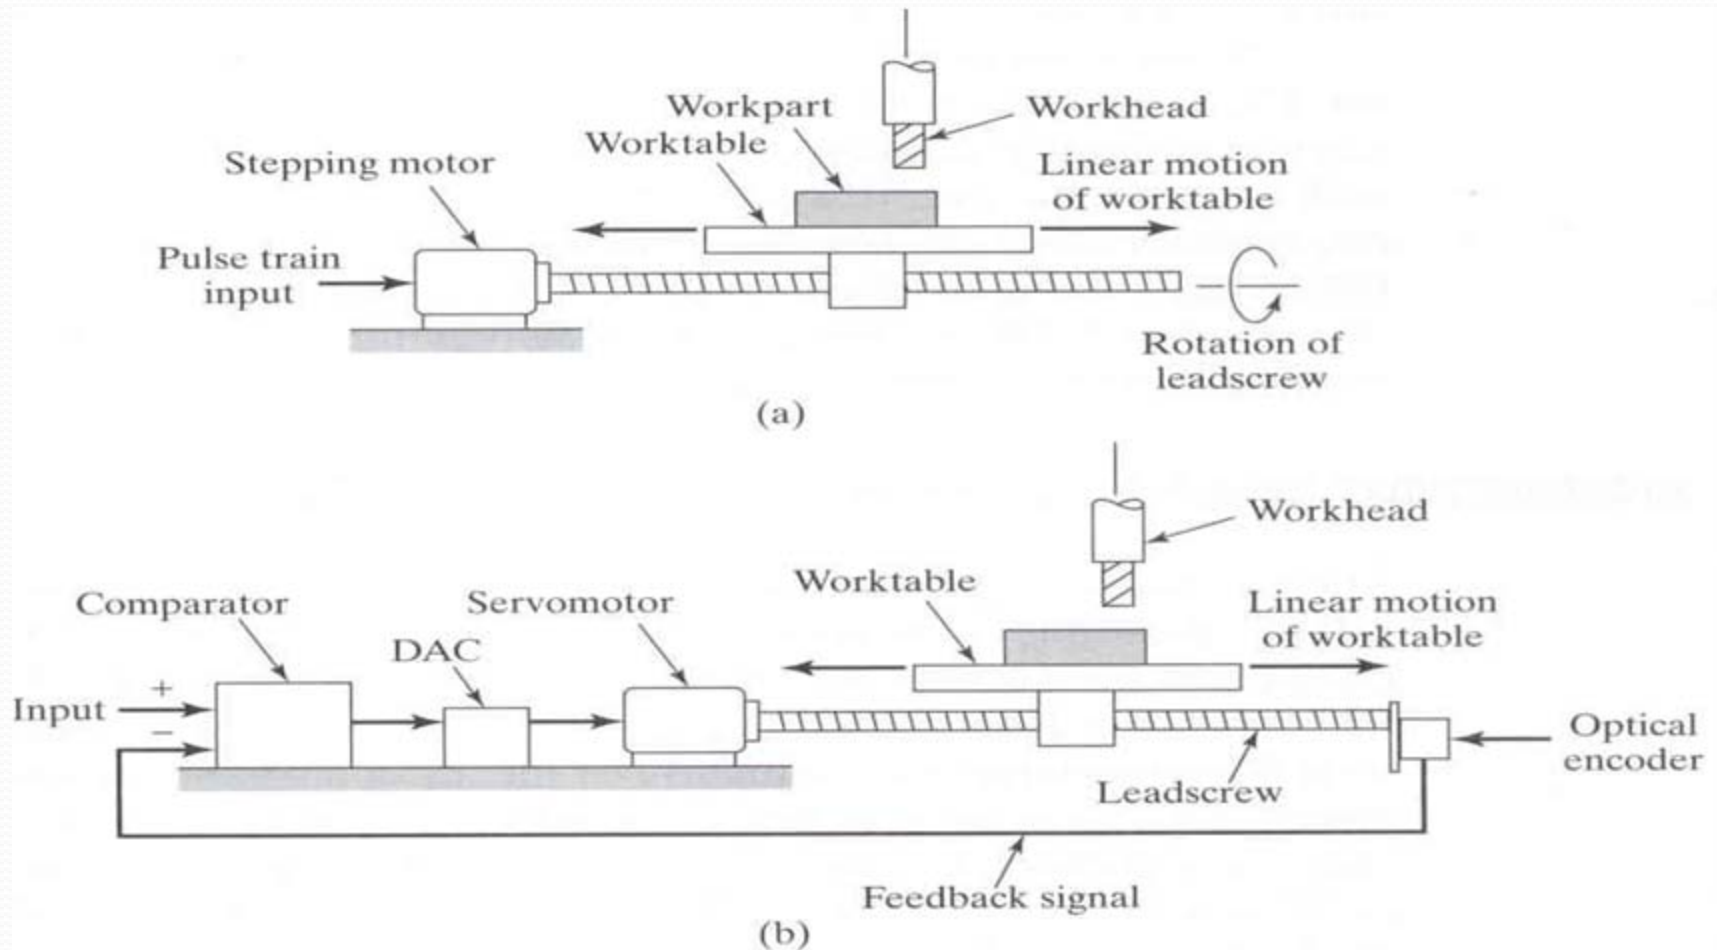 Workpart
Workhead
Worktable
Stepping motor
Linear motion
of worktable
Pulse train
input
Rotation of
leadscrew
(a)
Workhead
Worktable
Comparator
Servomotor
Linear motion
of worktable
DAC
+
Input
−
Optical
encoder
Leadscrew
Feedback signal
(b)